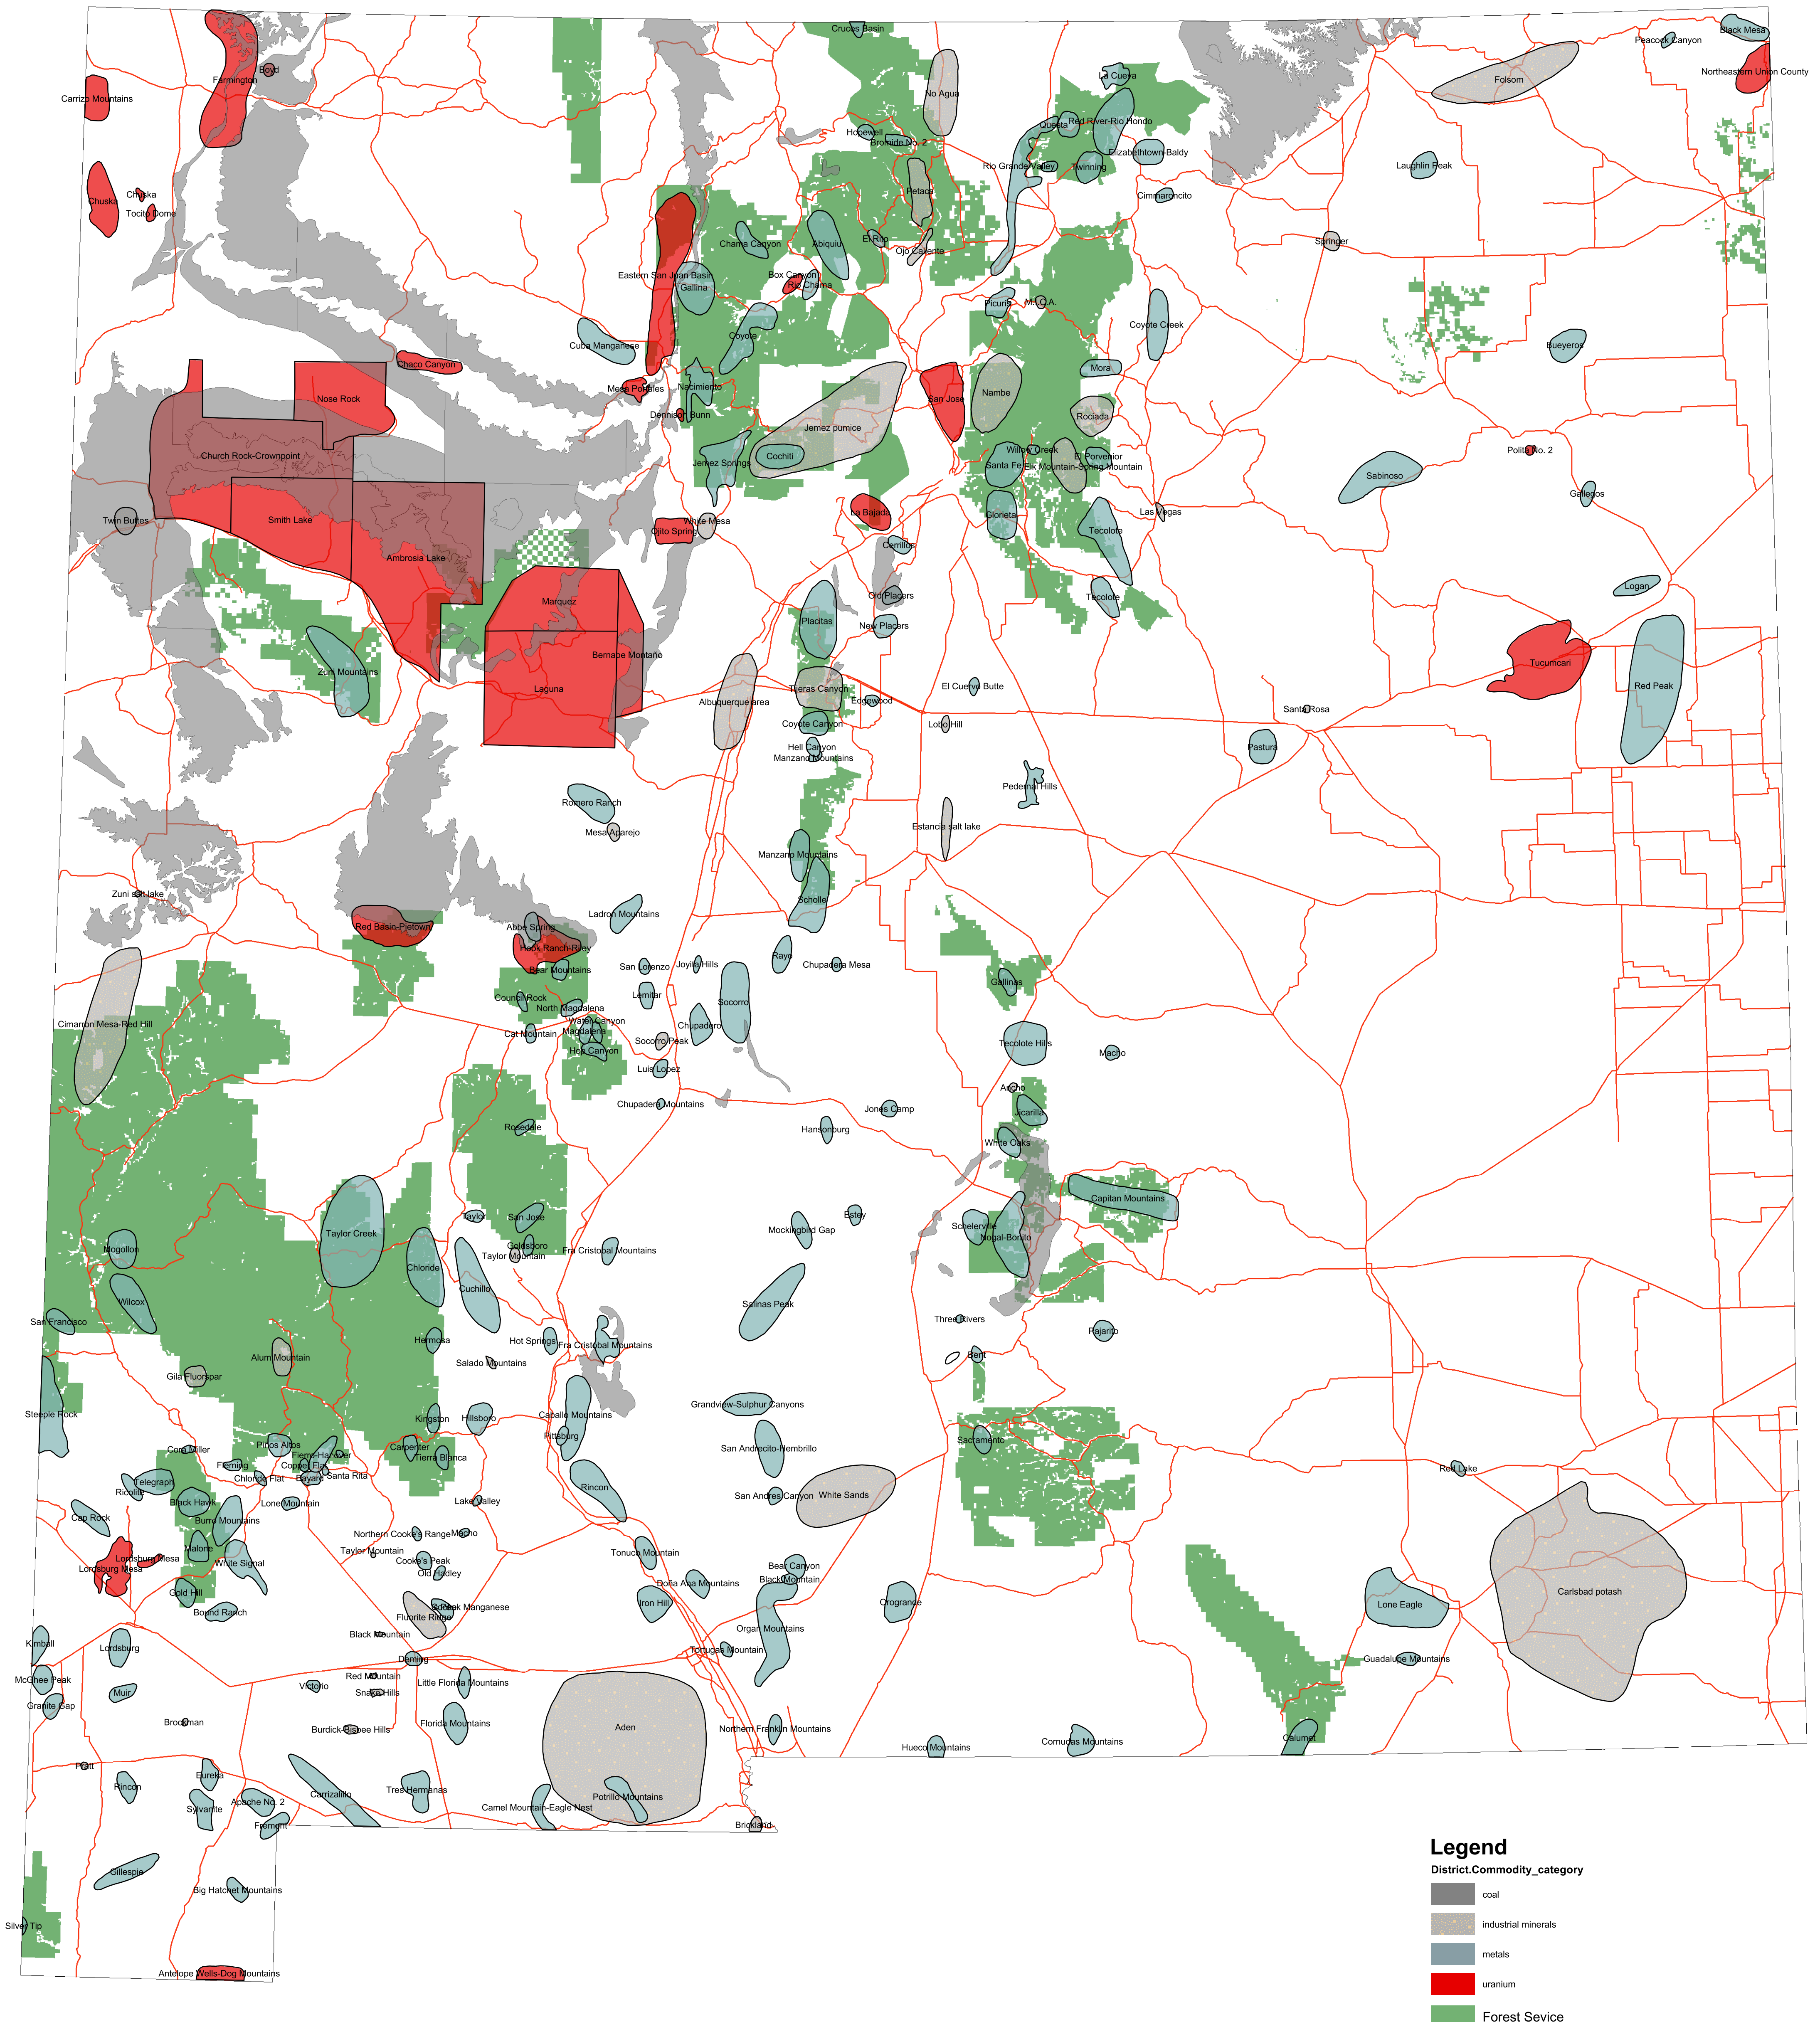 Cruces Basin
Black Mesa
Peacock Canyon
Boyd
Farmington
La Cueva
Folsom
Northeastern Union County
Carrizo Mountains
No Agua
Hopewell
Questa
Red River-Rio Hondo
Bromide No. 2
Elizabethtown-Baldy
Rio Grande Valley
Twinning
Laughlin Peak
Chuska
Chuska
Petaca
Cimmaroncito
Tocito Dome
Chama Canyon
Abiquiu
El Rito
Ojo Caliente
Springer
Eastern San Juan Basin
Box Canyon
Gallina
Rio Chama
Picuris
M.I.C.A.
Coyote Creek
Coyote
Cuba Manganese
Bueyeros
Chaco Canyon
Mora
Mesa Portales
Nacimiento
Nose Rock
Nambe
San Jose
Dennison Bunn
Rociada
Jemez pumice
Church Rock-Crownpoint
Jemez Springs
Cochiti
Willow Creek
El Porvenior
Santa Fe
Elk Mountain-Spring Mountain
Polita No. 2
Sabinoso
Gallegos
Twin Buttes
Smith Lake
White Mesa
La Bajada
Glorieta
Las Vegas
Ojito Spring
Tecolote
Cerrillos
Ambrosia Lake
Logan
Marquez
Old Placers
Tecolote
Placitas
New Placers
Bernabe Montaño
Tucumcari
Zuni Mountains
Laguna
Tijeras Canyon
El Cuervo Butte
Red Peak
Albuquerque area
Edgewood
Santa Rosa
Coyote Canyon
Lobo Hill
Hell Canyon
Pastura
Manzano Mountains
Pedernal Hills
Romero Ranch
Mesa Aparejo
Estancia salt lake
Manzano Mountains
Zuni salt lake
Scholle
Ladron Mountains
Red Basin-Pietown
Abbe Spring
Hook Ranch-Riley
Rayo
Bear Mountains
San Lorenzo
Joyita Hills
Chupadera Mesa
Gallinas
Council Rock
Lemitar
Socorro
North Magdalena
Cimarron Mesa-Red Hill
Water Canyon
Chupadero
Cat Mountain
Magdalena
Socorro Peak
Tecolote Hills
Hop Canyon
Macho
Luis Lopez
Ancho
Chupadera Mountains
Jones Camp
Jicarilla
Rosedale
Hansonburg
White Oaks
Capitan Mountains
Taylor
San Jose
Estey
Schelerville
Mockingbird Gap
Taylor Creek
Nogal-Bonito
Mogollon
Goldsboro
Fra Cristobal Mountains
Taylor Mountain
Chloride
Cuchillo
Wilcox
Salinas Peak
San Francisco
Three Rivers
Pajarito
Hermosa
Hot Springs
Fra Cristobal Mountains
Bent
Alum Mountain
Salado Mountains
Gila Fluorspar
Grandview-Sulphur Canyons
Steeple Rock
Kingston
Hillsboro
Caballo Mountains
Pittsburg
Sacramento
Pinos Altos
Carpenter
San Andrecito-Hembrillo
Cora Miller
Fierro-Hanover
Tierra Blanca
Fleming
Copper Flat
Red Lake
Telegraph
Chloride Flat
Bayard
Santa Rita
Rincon
Ricolite
San Andres Canyon
White Sands
Black Hawk
Lone Mountain
Lake Valley
Cap Rock
Burro Mountains
Northern Cooke's Range
Macho
Malone
Taylor Mountain
Tonuco Mountain
Lordsburg Mesa
Cooke's Peak
Bear Canyon
Lordsburg Mesa
White Signal
Old Hadley
Black Mountain
Doña Ana Mountains
Carlsbad potash
Gold Hill
Iron Hill
Orogrande
Lone Eagle
Bound Ranch
Fluorite Ridge
Organ Mountains
Black Mountain
Kimball
Lordsburg
Tortugas Mountain
Deming
Guadalupe Mountains
McGhee Peak
Red Mountain
Little Florida Mountains
Victorio
Muir
Snake Hills
Granite Gap
Brockman
Burdick-Bisbee Hills
Florida Mountains
Aden
Northern Franklin Mountains
Calumet
Cornudas Mountains
Hueco Mountains
Pratt
Eureka
Rincon
Tres Hermanas
Carrizalillo
Potrillo Mountains
Apache No. 2
Sylvanite
Camel Mountain-Eagle Nest
Fremont
Brickland
Gillespie
Big Hatchet Mountains
Silver Tip
Antelope Wells-Dog Mountains
Legend
District.Commodity_category
coal
industrial minerals
metals
uranium
Forest Sevice